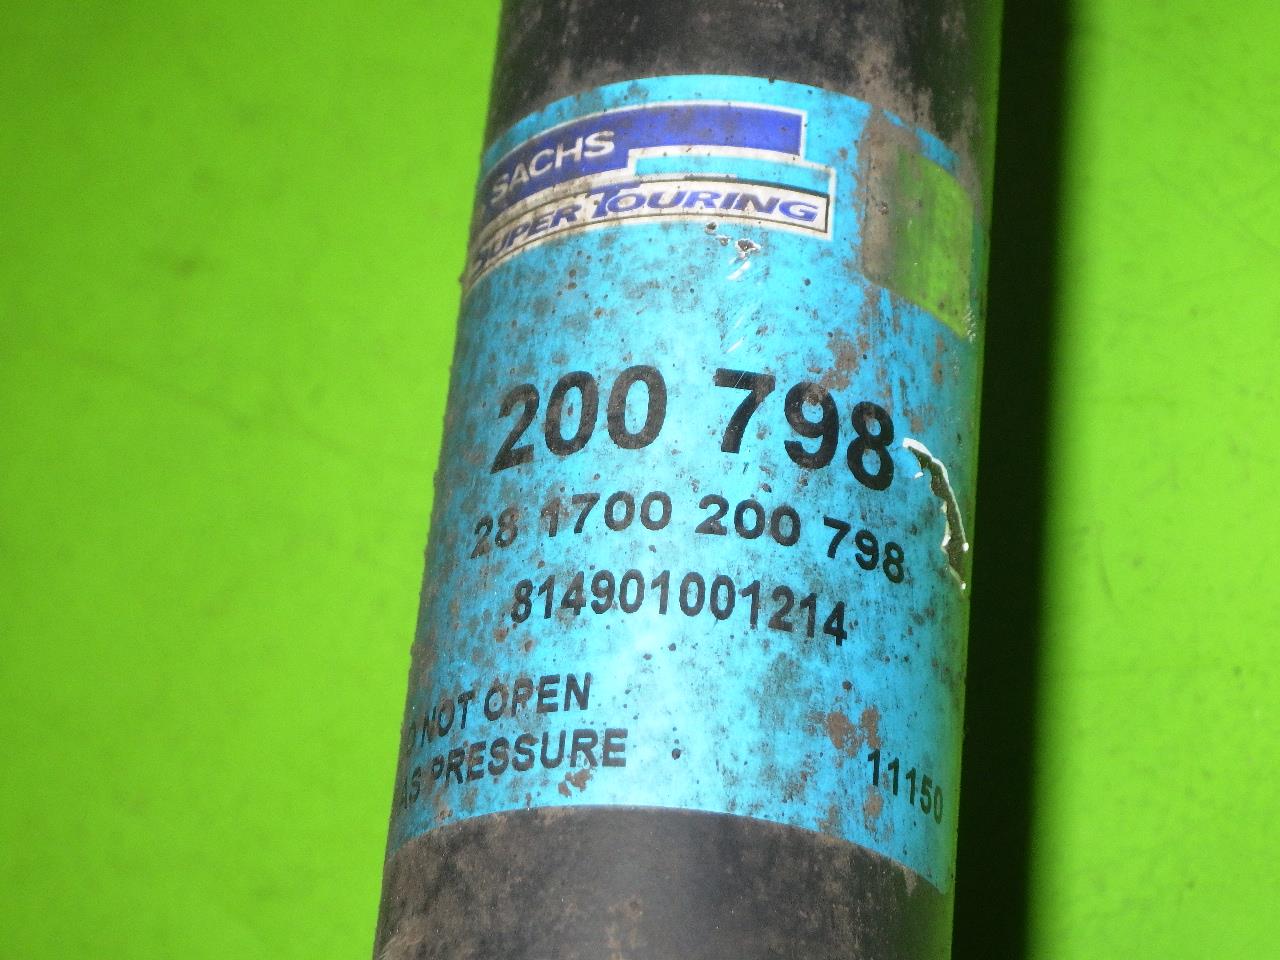 SACHS
SUPER TOURING
200 798
28 1700 200 798
814901001214
NOT OPEN
PRESSURE
11150